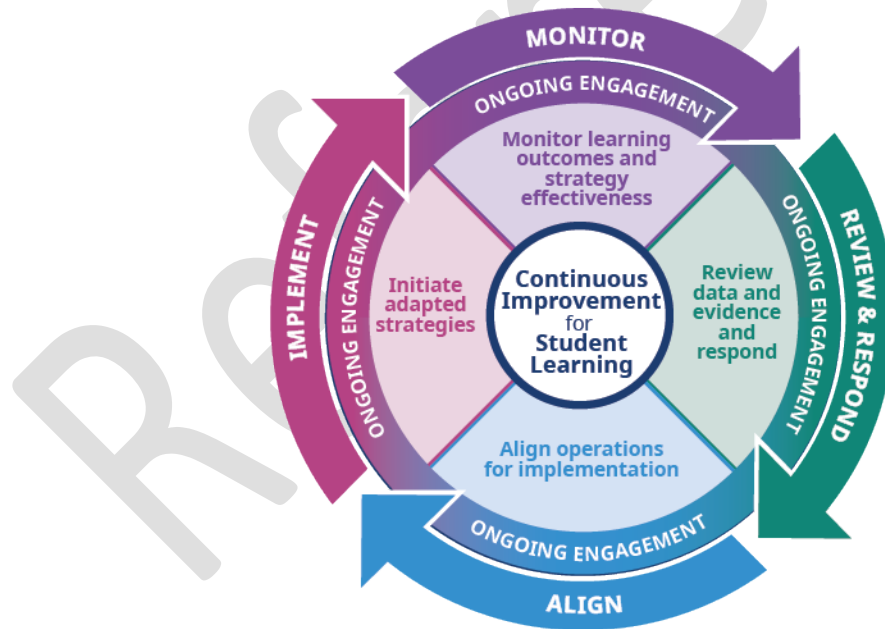 MONITOR
ONGOING ENGAGEMENT
Monitor learning
outcomes and
strategy
effectiveness
REVIEW & RESPOND
ONGOING ENGAGEMENT
Review
data and
evidence
and
respond
ALIGN
ONGOING ENGAGEMENT
Align operations
for implementation
IMPLEMENT
ONGOING ENGAGEMENT
Initiate
adapted
strategies
Continuous
Improvement
for
Student
Learning